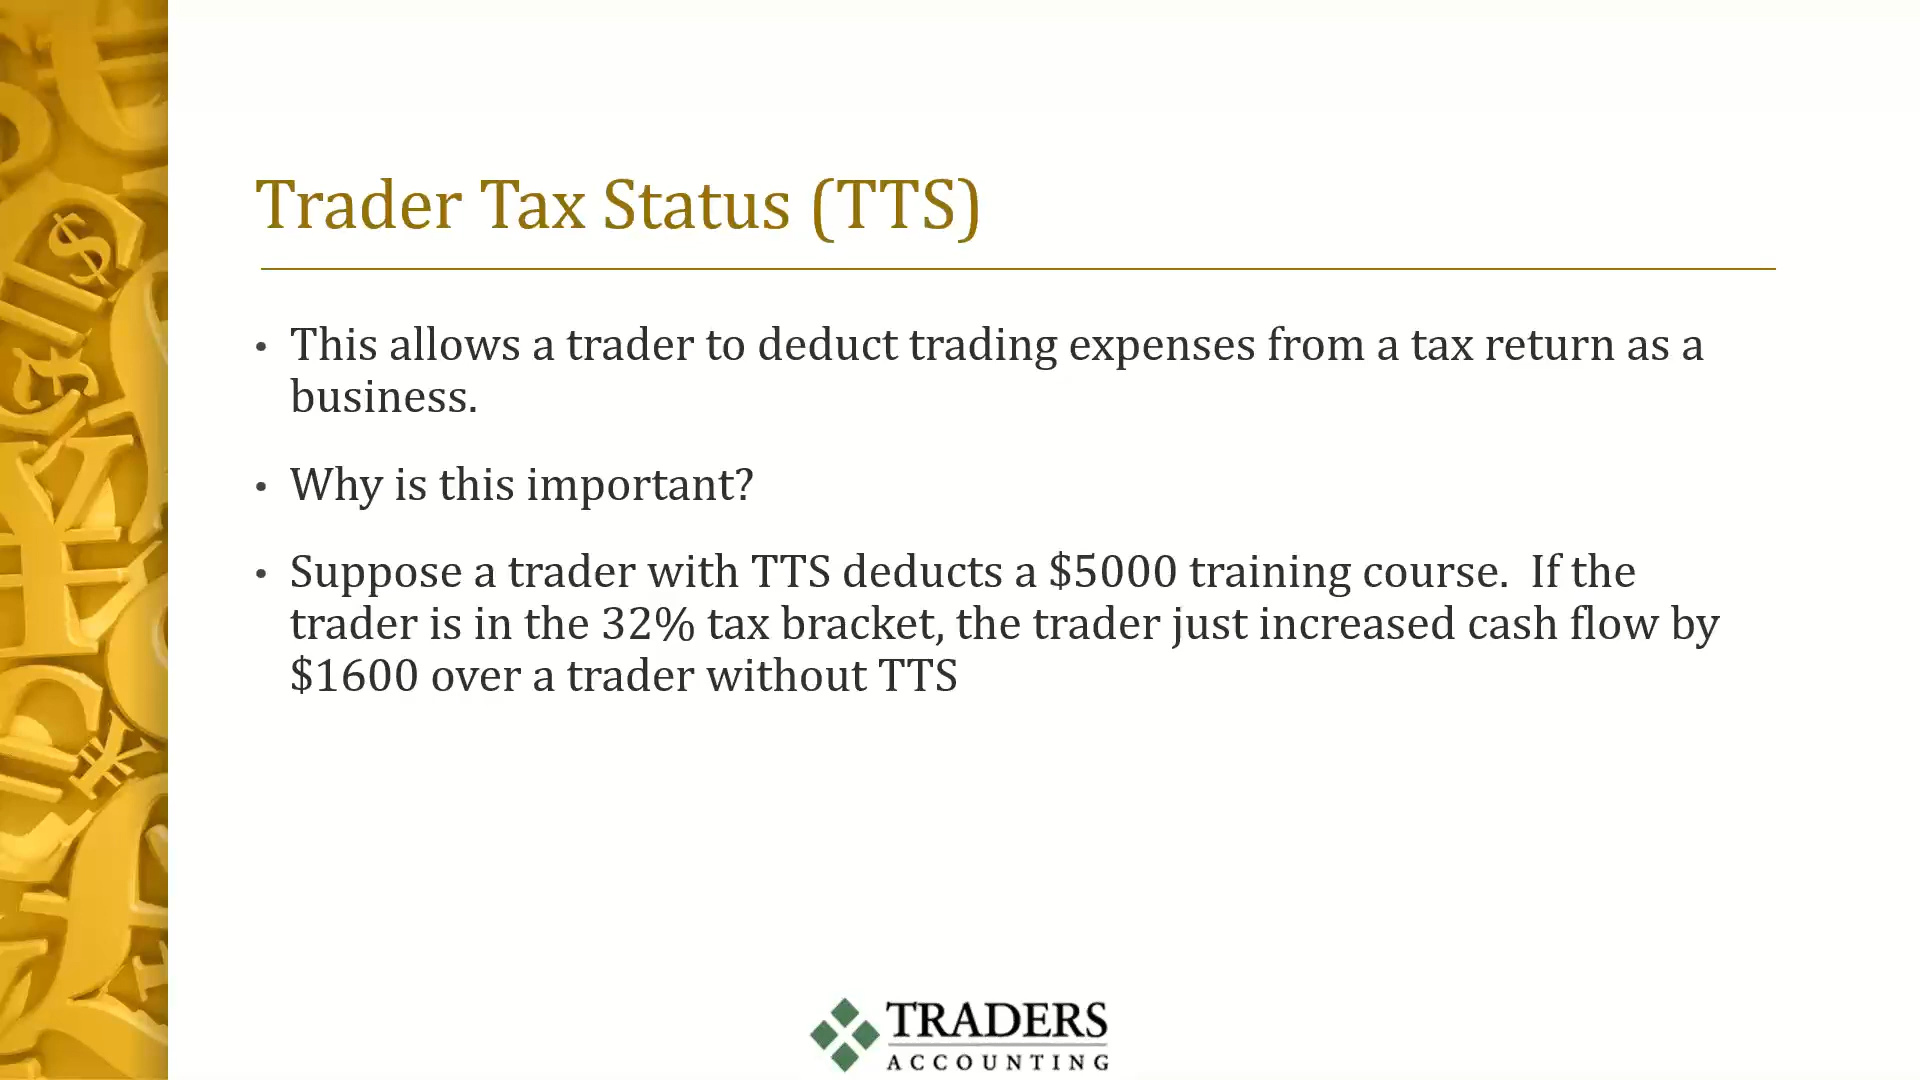 Trader Tax Status (TTS)
• This allows a trader to deduct trading expenses from a tax return as a
business.
• Why is this important?
• Suppose a trader with TTS deducts a $5000 training course.  If the
trader is in the 32% tax bracket, the trader just increased cash flow by
$1600 over a trader without TTS
TRADERS
ACCOUNTING